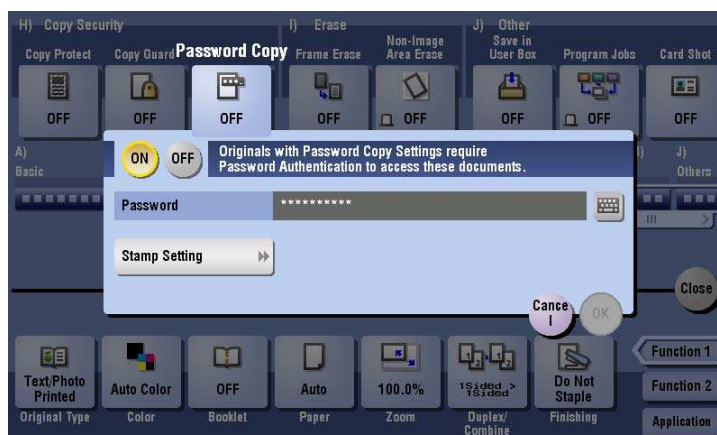 H) Copy Security
I) Erase
J) Other
Copy Protect
Copy Guard
Password Copy
Frame Erase
Non-Image
Area Erase
Save in
User Box
Program Jobs
Card Shot
OFF
OFF
OFF
OFF
OFF
OFF
OFF
OFF
A)
Basic
ON
OFF
Originals with Password Copy Settings require
Password Authentication to access these documents.
J)
Others
Password
**********
Stamp Setting
Cance
l
OK
Close
Text/Photo
Printed
Auto Color
OFF
Auto
100.0%
1Sided >
1Sided
Do Not
Staple
Original Type
Color
Booklet
Paper
Zoom
Duplex/
Combine
Finishing
Function 1
Function 2
Application